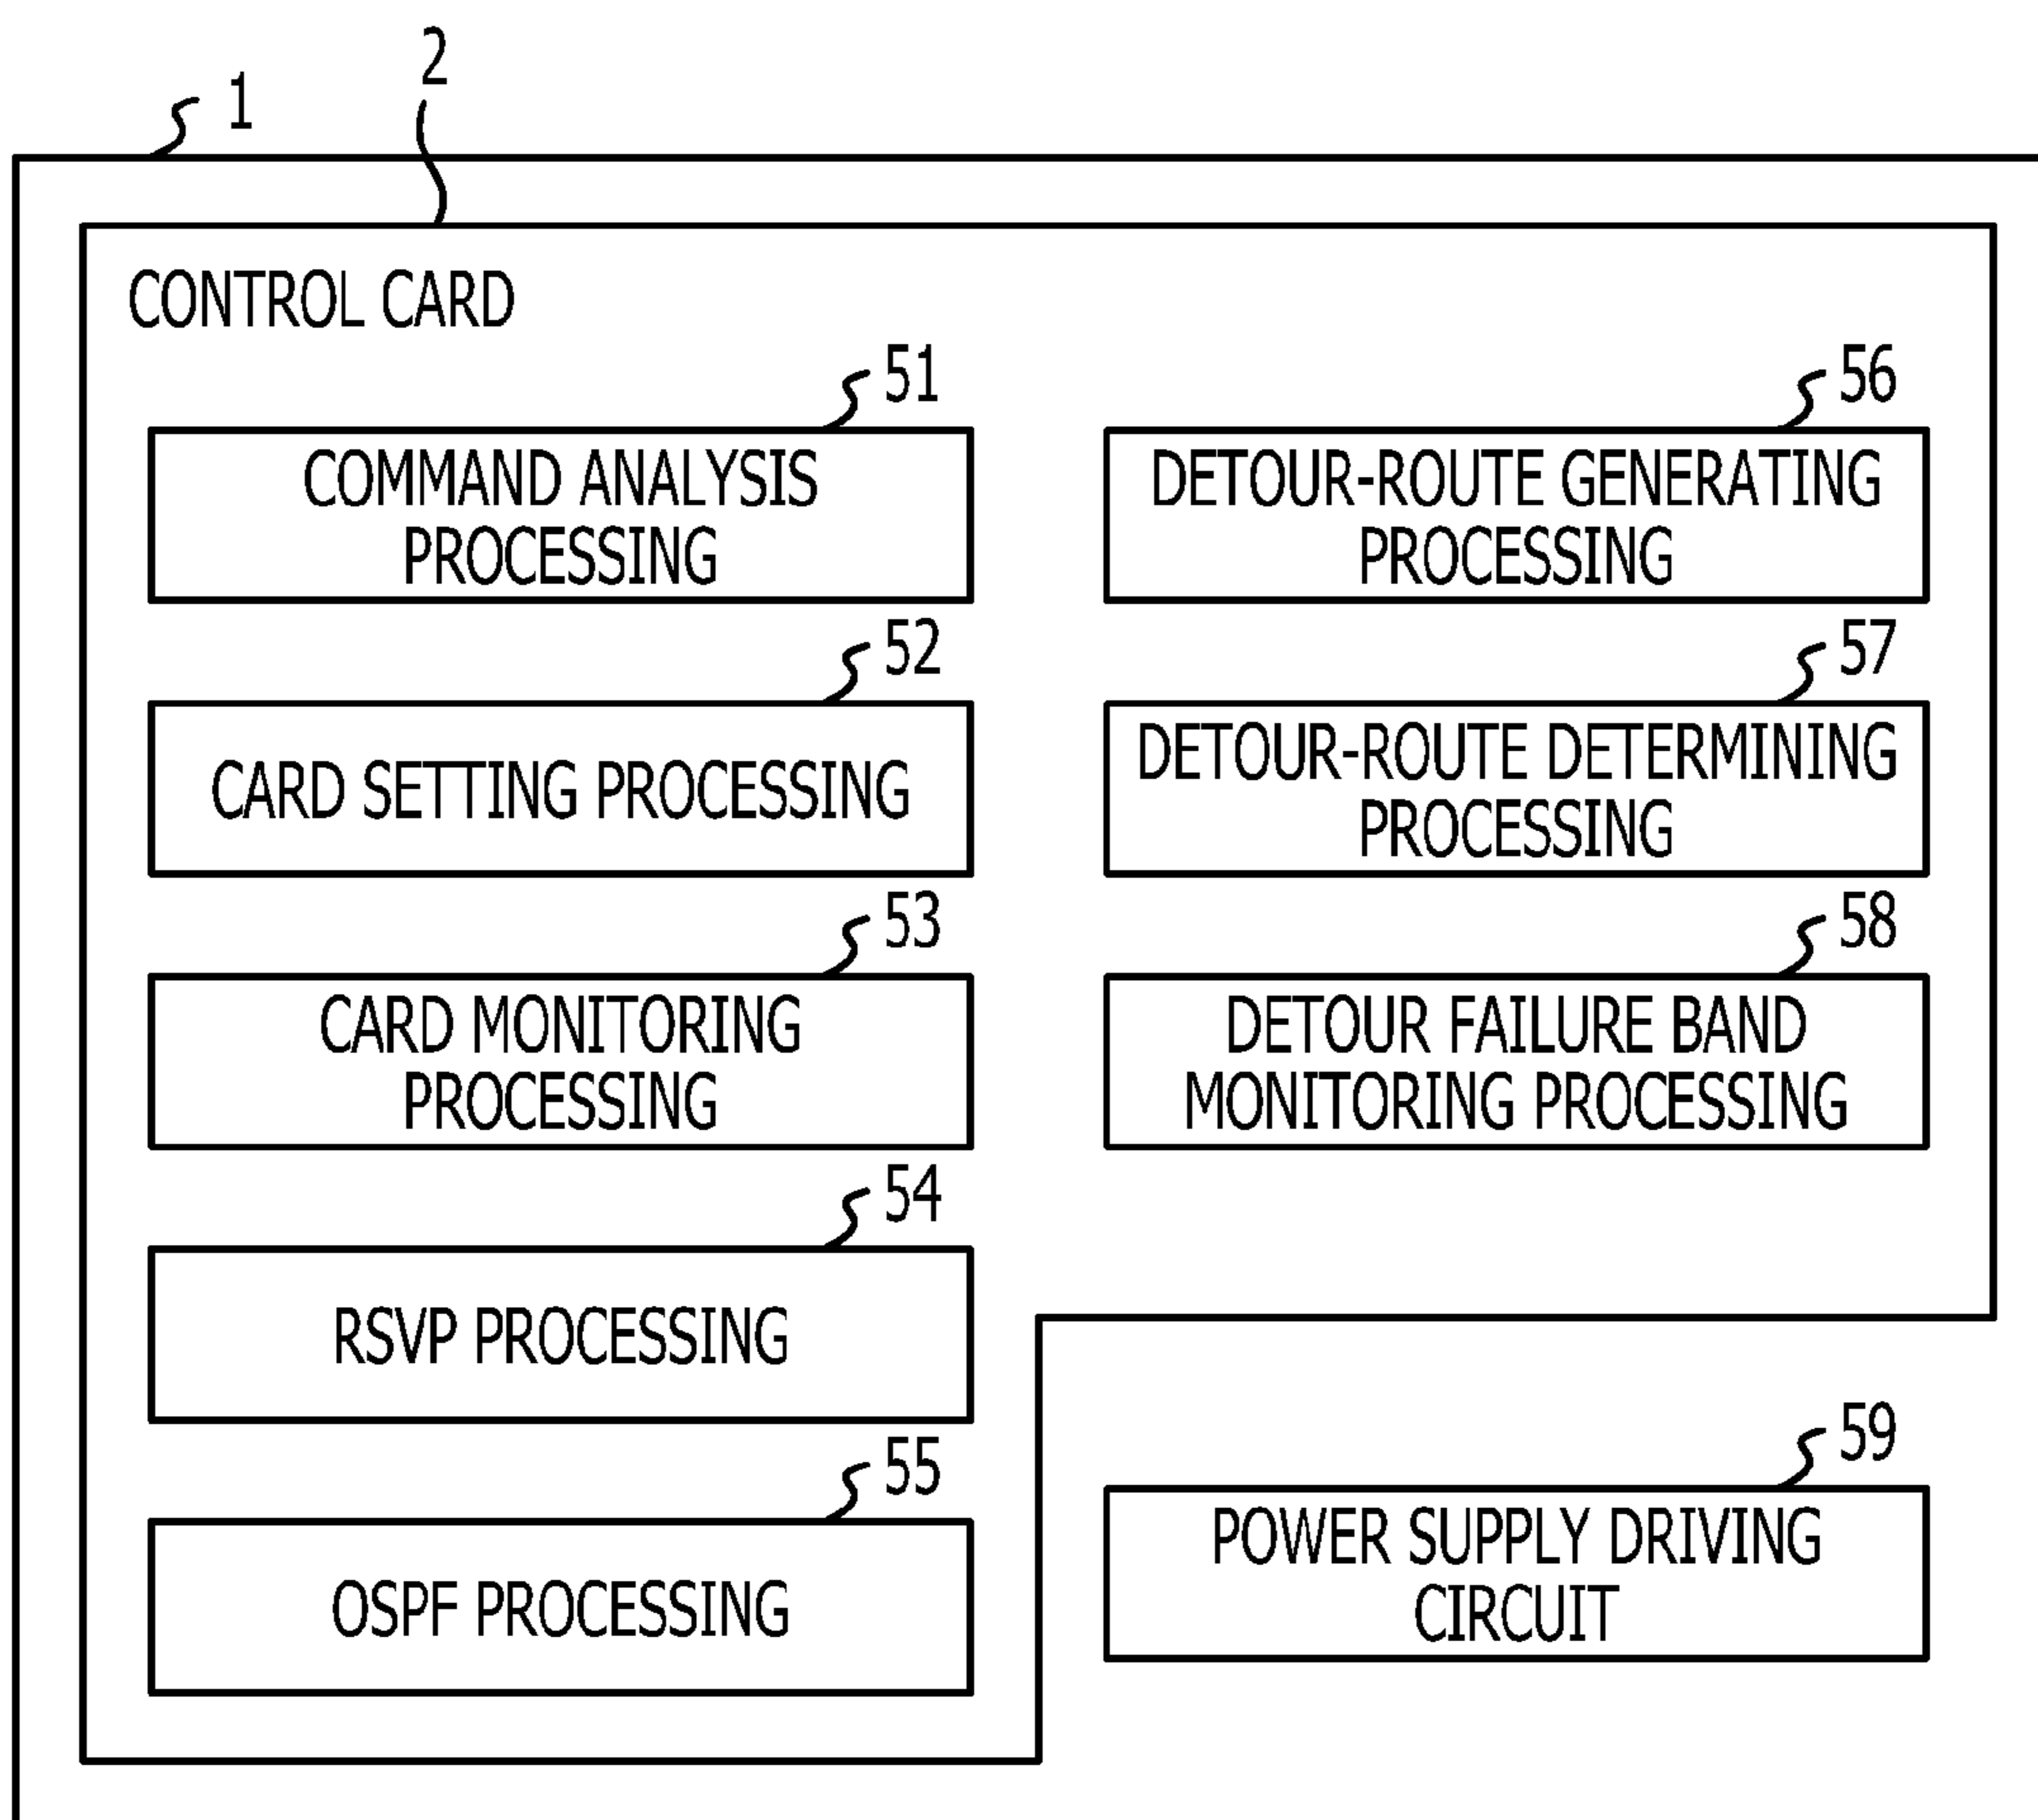 1
2
CONTROL CARD
51
COMMAND ANALYSIS
PROCESSING
52
CARD SETTING PROCESSING
53
CARD MONITORING
PROCESSING
54
RSVP PROCESSING
55
OSPF PROCESSING
56
DETOUR-ROUTE GENERATING
PROCESSING
57
DETOUR-ROUTE DETERMINING
PROCESSING
58
DETOUR FAILURE BAND
MONITORING PROCESSING
59
POWER SUPPLY DRIVING
CIRCUIT